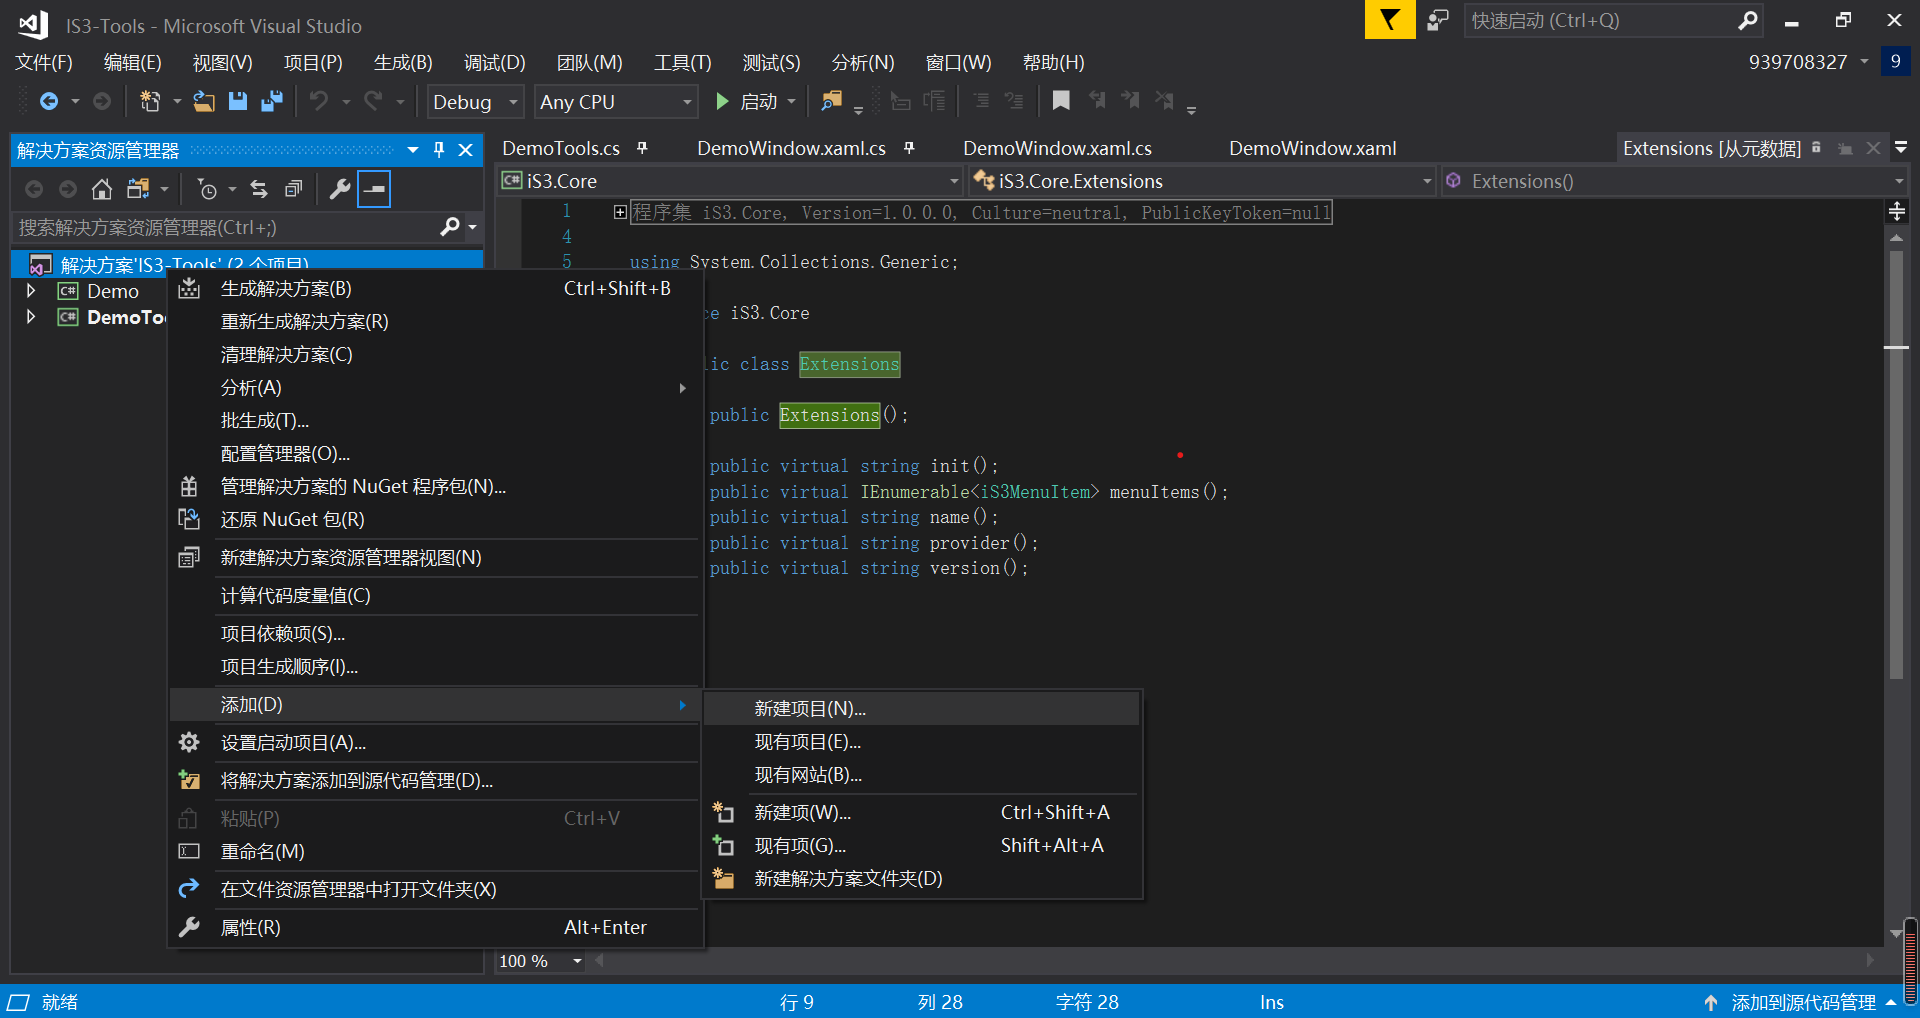 IS3-Tools - Microsoft Visual Studio
快速启动 (Ctrl+Q)
文件(F) 编辑(E) 视图(V) 项目(P) 生成(B) 调试(D) 团队(M) 工具(T) 测试(S) 分析(N) 窗口(W) 帮助(H)
939708327
9
Debug
Any CPU
启动
解决方案资源管理器
DemoTools.cs
DemoWindow.xaml.cs
DemoWindow.xaml.cs
DemoWindow.xaml
Extensions [从元数据]
iS3.Core
iS3.Core.Extensions
Extensions()
搜索解决方案资源管理器(Ctrl+;)
解决方案'IS3-Tools' (2 个项目)
C# Demo
C# DemoToo
1 程序集 iS3.Core, Version=1.0.0.0, Culture=neutral, PublicKeyToken=null
4
5 using System.Collections.Generic;
ce iS3.Core
lic class Extensions
public Extensions();
public virtual string init();
public virtual IEnumerable<iS3MenuItem> menuItems();
public virtual string name();
public virtual string provider();
public virtual string version();
生成解决方案(B) Ctrl+Shift+B
重新生成解决方案(R)
清理解决方案(C)
分析(A)
批生成(T)...
配置管理器(O)...
管理解决方案的 NuGet 程序包(N)...
还原 NuGet 包(R)
新建解决方案资源管理器视图(N)
计算代码度量值(C)
项目依赖项(S)...
项目生成顺序(I)...
添加(D)
设置启动项目(A)...
将解决方案添加到源代码管理(D)...
粘贴(P) Ctrl+V
重命名(M)
在文件资源管理器中打开文件夹(X)
属性(R) Alt+Enter
新建项目(N)...
现有项目(E)...
现有网站(B)...
新建项(W)... Ctrl+Shift+A
现有项(G)... Shift+Alt+A
新建解决方案文件夹(D)
100 %
就绪
行 9
列 28
字符 28
Ins
添加到源代码管理